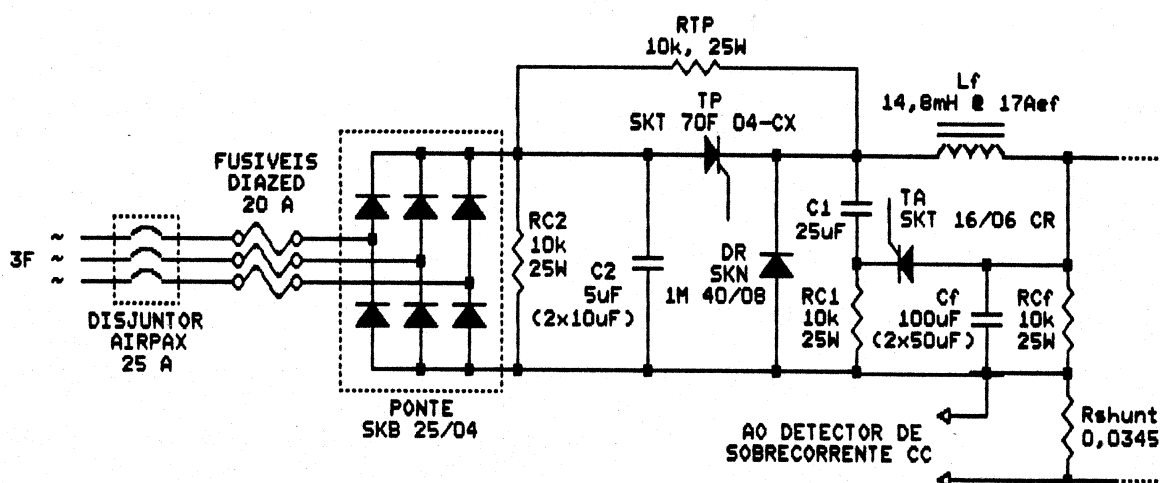 RTP
10k, 25W
Lf
14,8mH @ 17Aef
TP
SKT 70F 04-CX
FUSIVEIS
DIAZED
20 A
3F
~
~
~
DISJUNTOR
AIRPAX
25 A
PONTE
SKB 25/04
RC2
10k
25W
C2
5uF
(2x10uF)
DR
SKN
1M 40/08
C1
25uF
TA
SKT 16/06 CR
RC1
10k
25W
Cf
100uF
(2x50uF)
RCf
10k
25W
AO DETECTOR DE
SOBRECORRENTE CC
Rshunt
0,0345